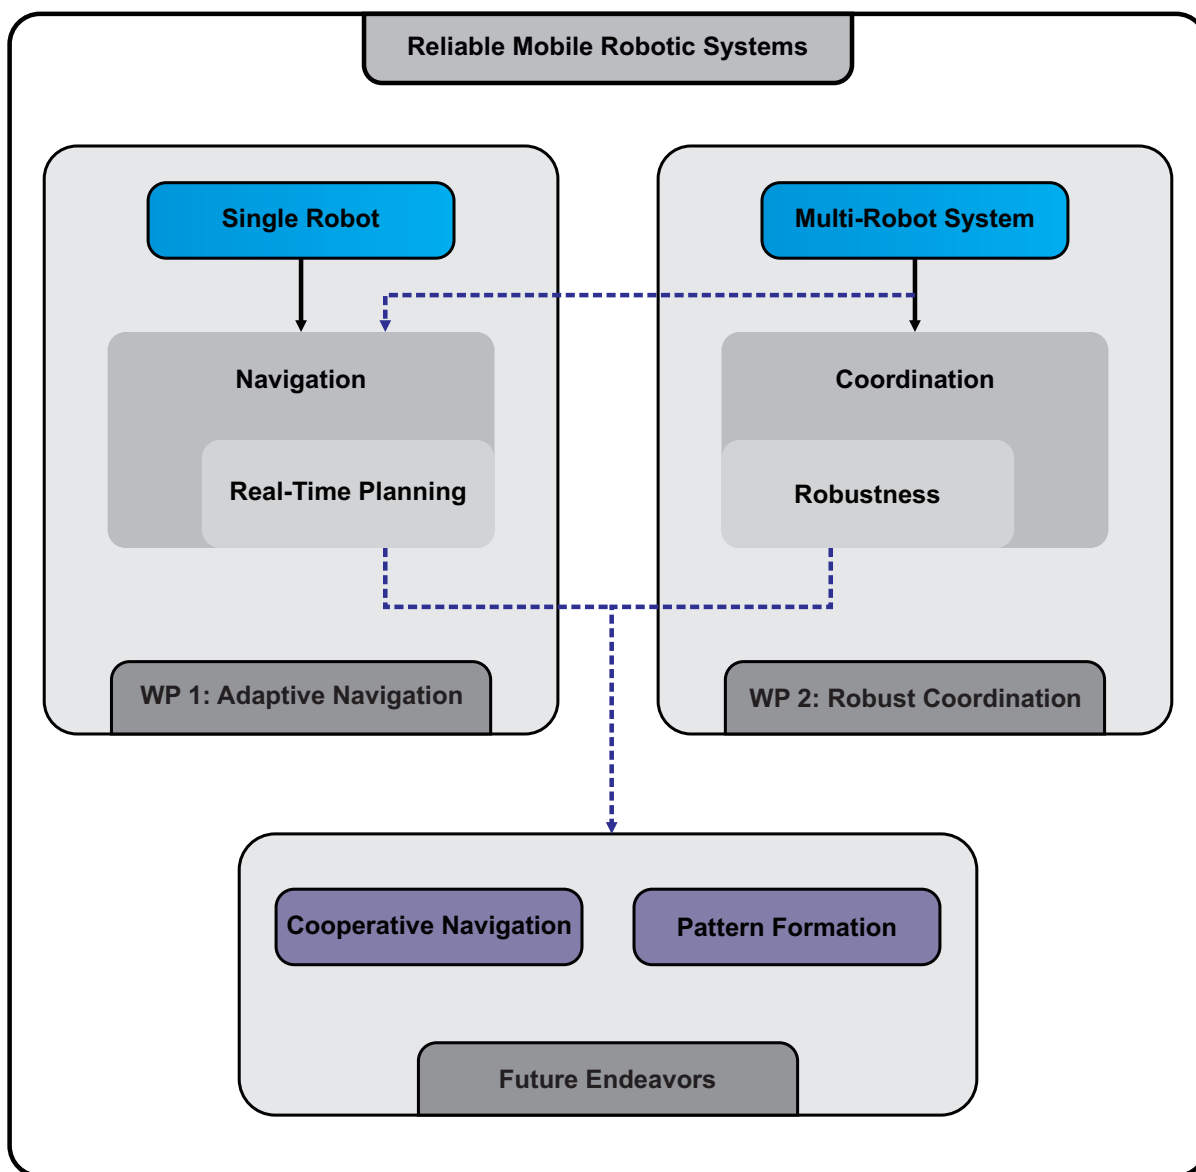 Reliable Mobile Robotic Systems
Single Robot
Navigation
Real-Time Planning
WP 1: Adaptive Navigation
Multi-Robot System
Coordination
Robustness
WP 2: Robust Coordination
Cooperative Navigation
Pattern Formation
Future Endeavors